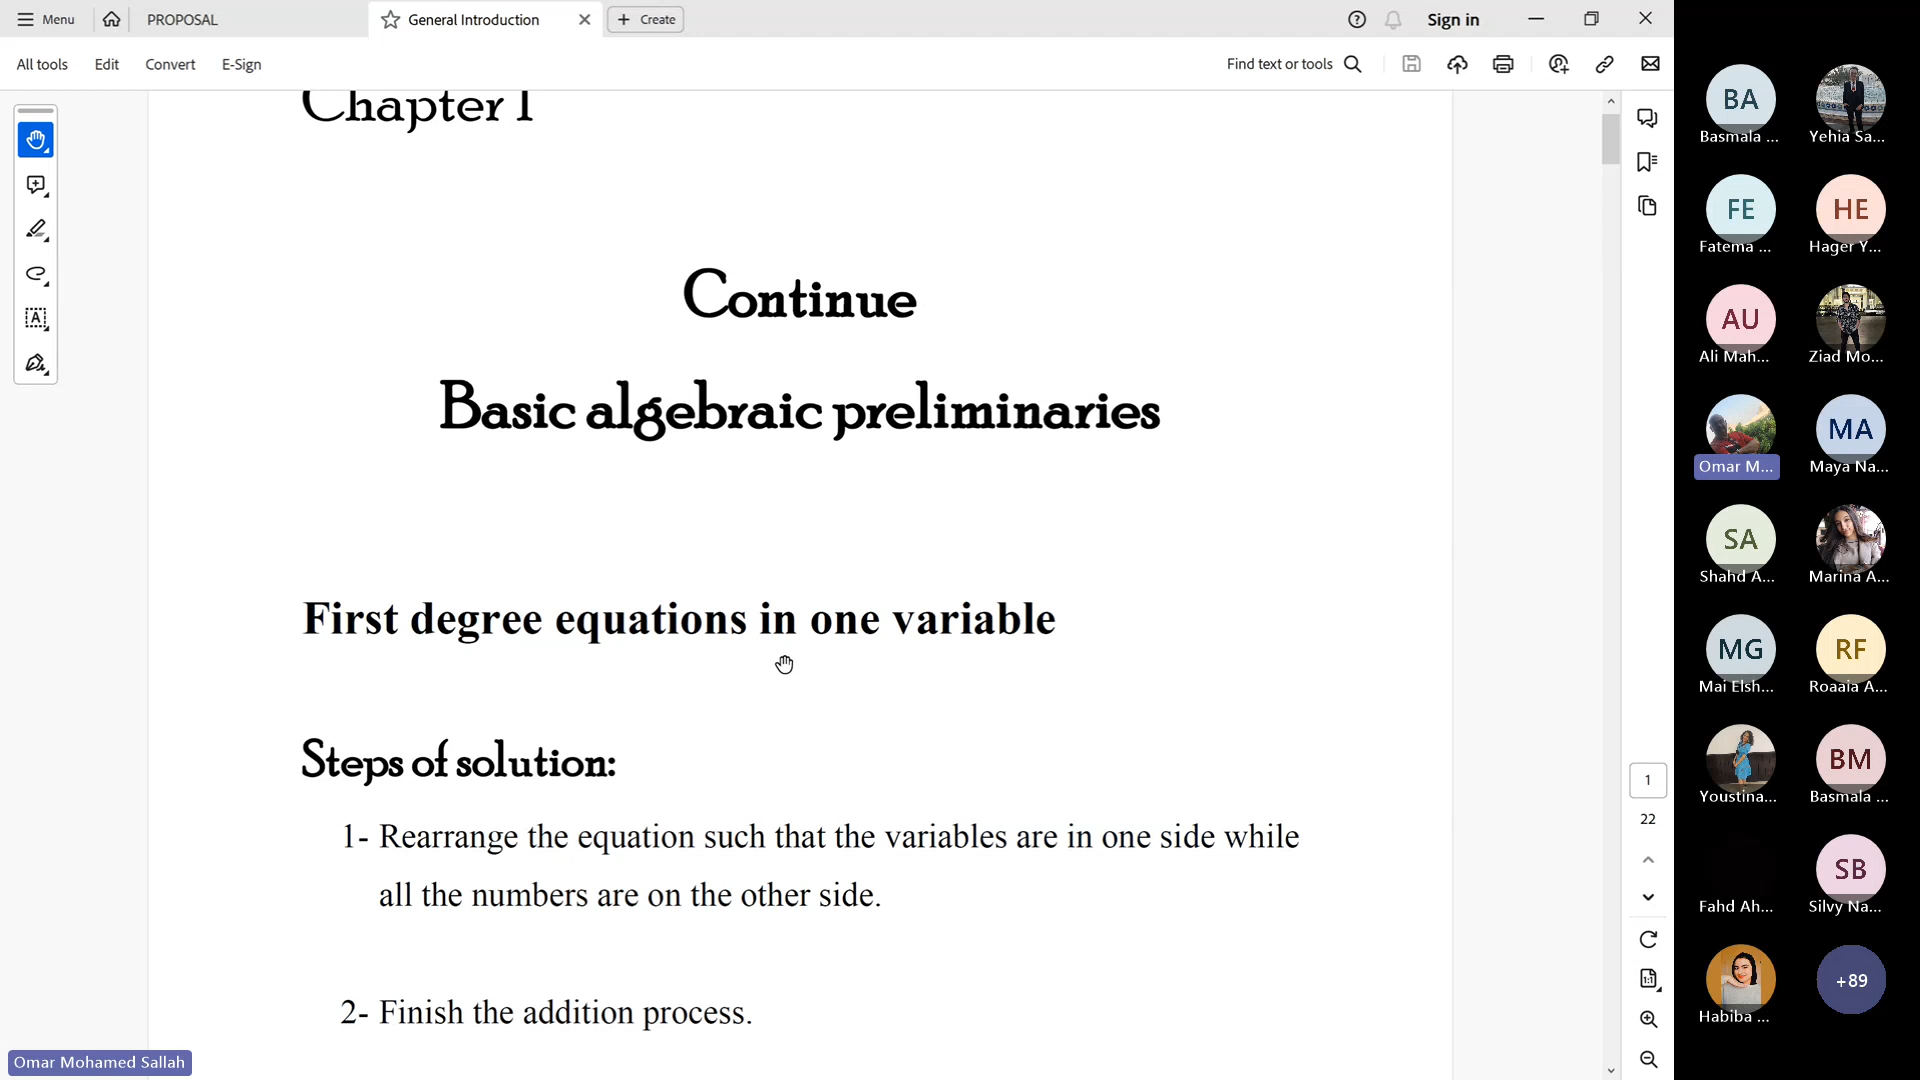 Menu
PROPOSAL
General Introduction
Create
Sign in
All tools
Edit
Convert
E-Sign
Find text or tools
Chapter 1
Continue
Basic algebraic preliminaries
First degree equations in one variable
Steps of solution:
1- Rearrange the equation such that the variables are in one side while
all the numbers are on the other side.
2- Finish the addition process.
Omar Mohamed Sallah
1
22
BA
Basmala ...
Yehia Sa...
FE
Fatema ...
HE
Hager Y...
AU
Ali Mah...
Ziad Mo...
Omar M...
MA
Maya Na...
SA
Shahd A...
Marina A...
MG
Mai Elsh...
RF
Roaaia A...
Youstina...
BM
Basmala ...
Fahd Ah...
SB
Silvy Na...
Habiba ...
+89